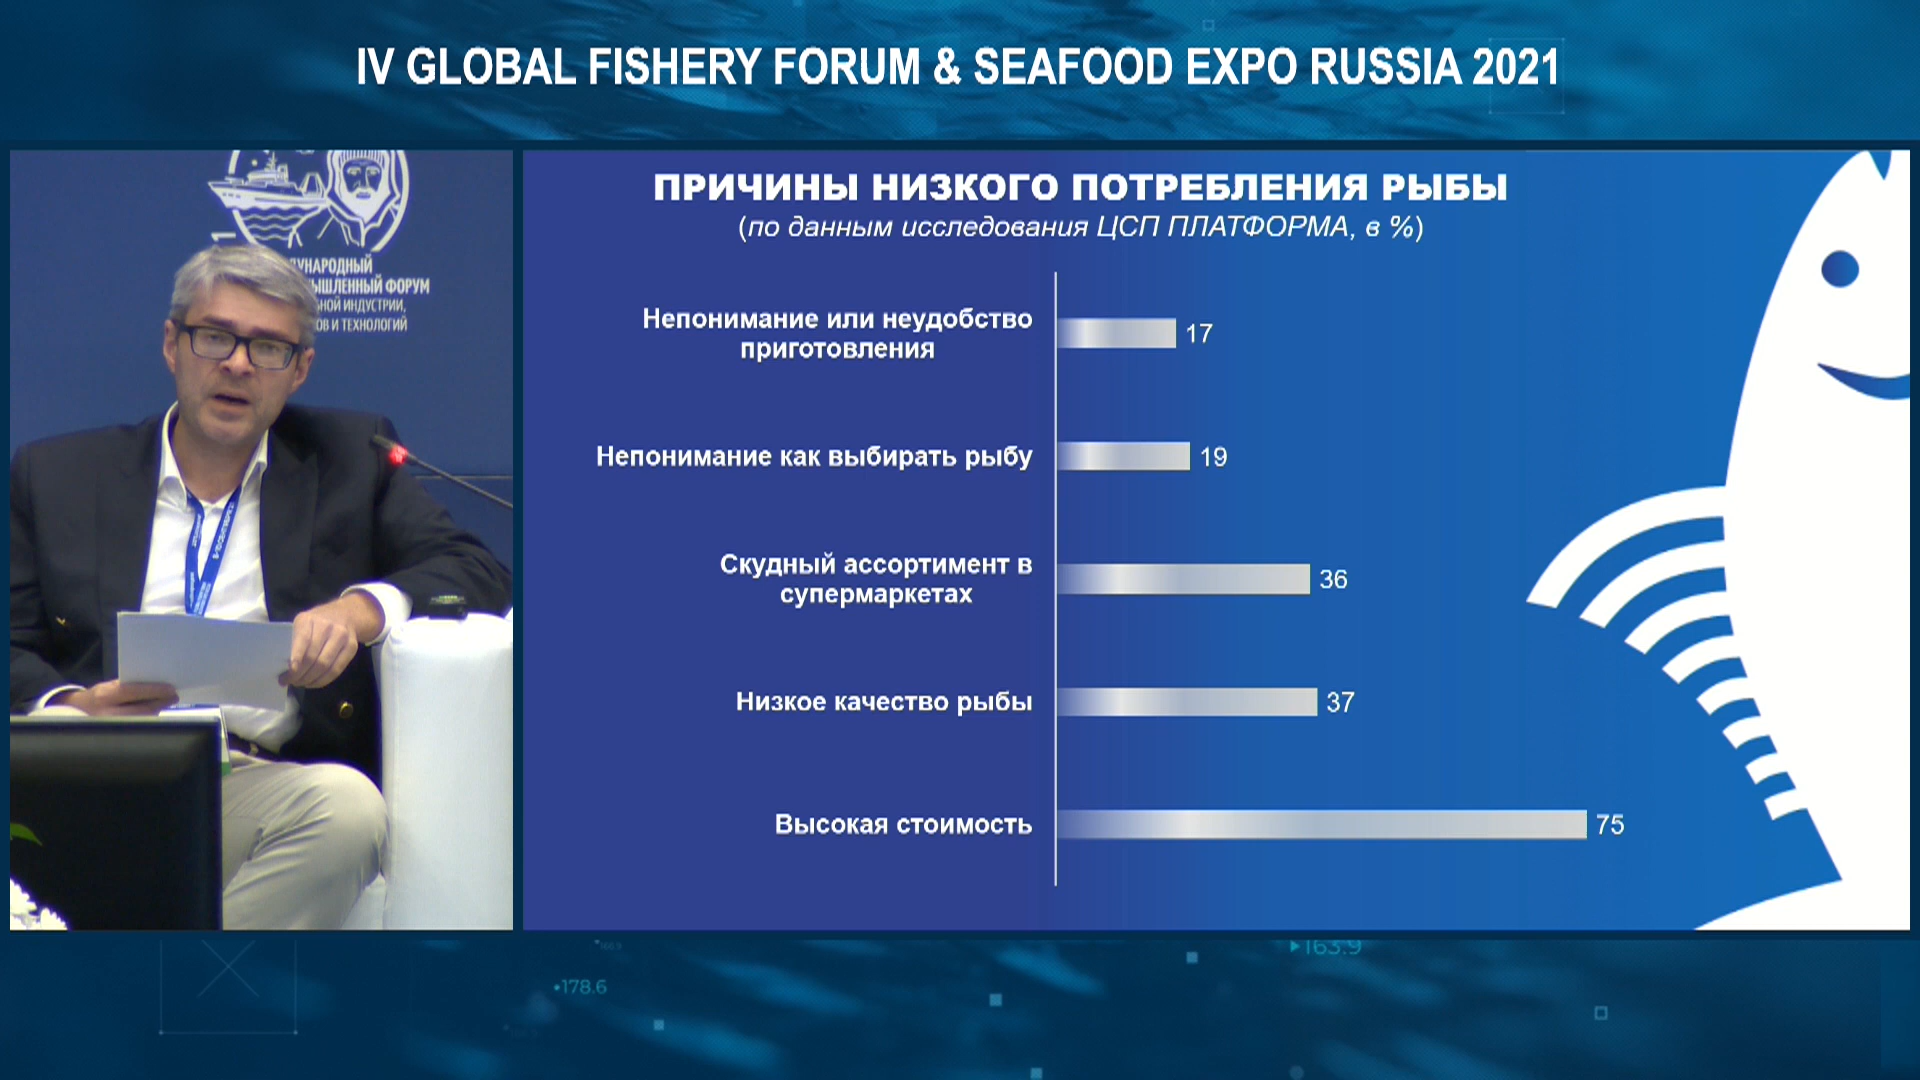 IV GLOBAL FISHERY FORUM & SEAFOOD EXPO RUSSIA 2021
ФОРУМ
НОЙ ИНДУСТРИИ,
И ТЕХНОЛОГИЙ
ПРИЧИНЫ НИЗКОГО ПОТРЕБЛЕНИЯ РЫБЫ
(по данным исследования ЦСП ПЛАТФОРМА, в %)
Непонимание или неудобство
приготовления
17
Непонимание как выбирать рыбу
19
Скудный ассортимент в
супермаркетах
36
Низкое качество рыбы
37
Высокая стоимость
75
163.9
178.6